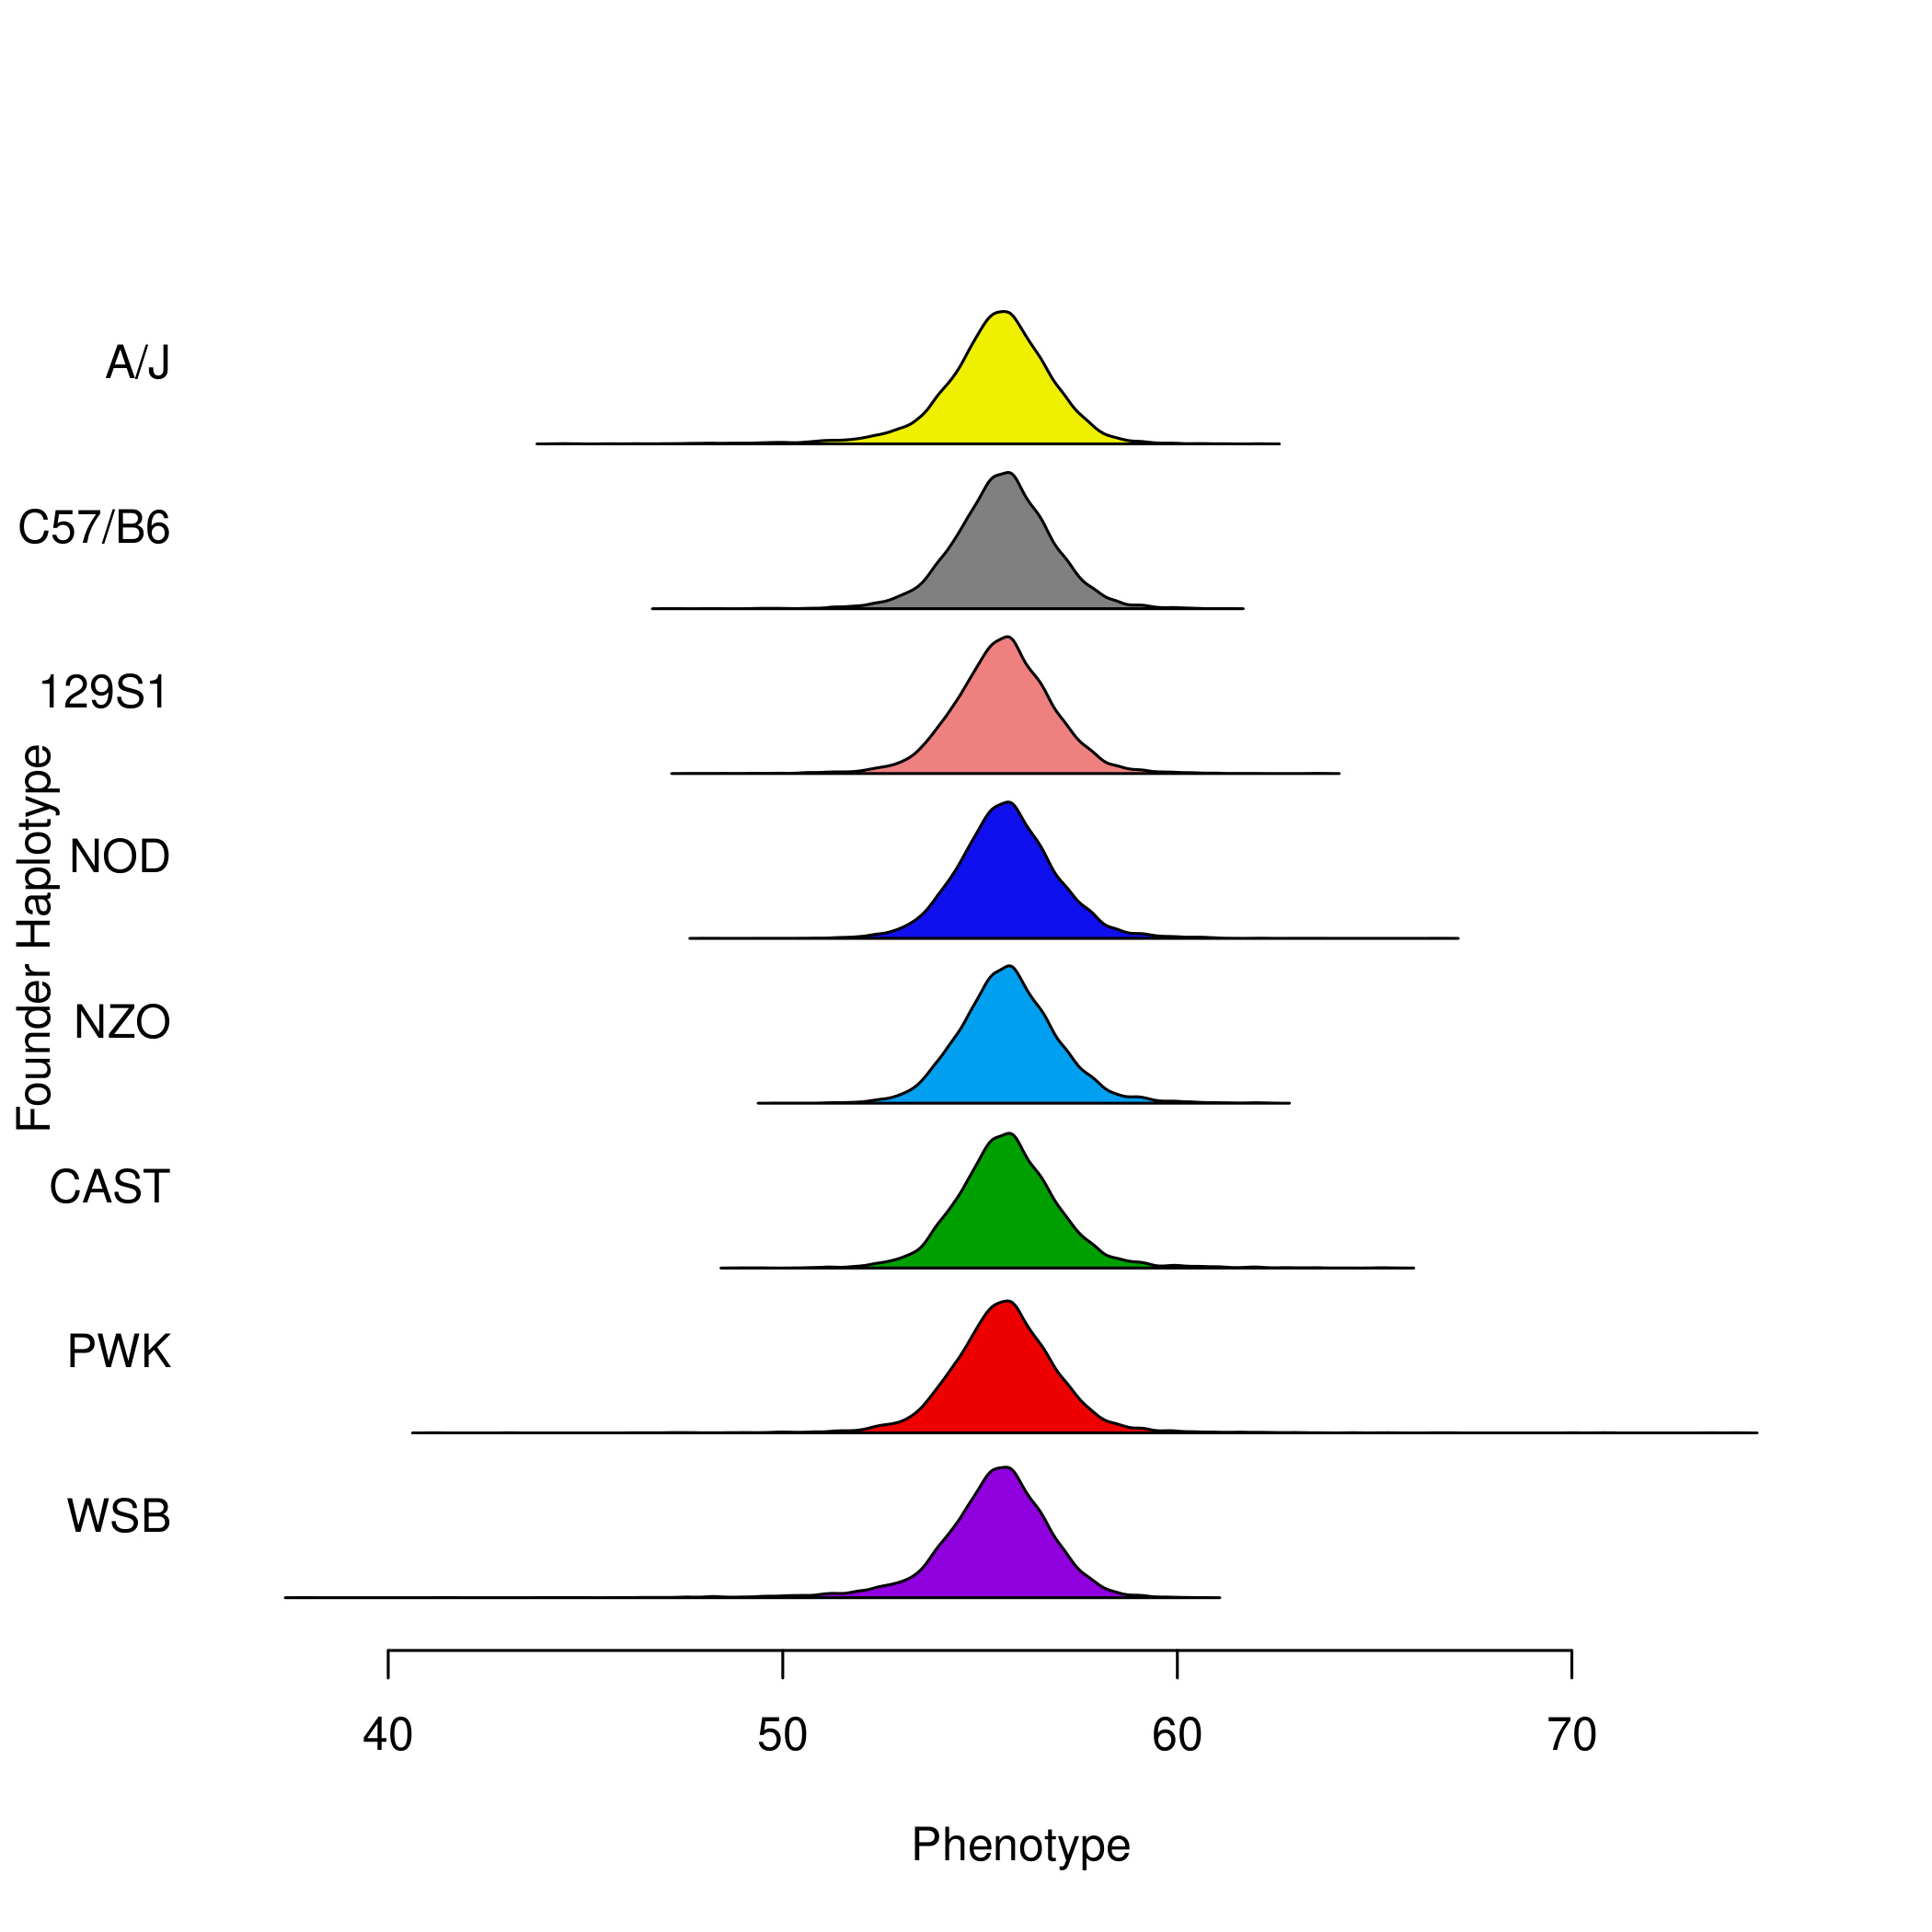 A/J
C57/B6
129S1
NOD
NZO
CAST
PWK
WSB
Founder Haplotype
40 50 60 70
Phenotype